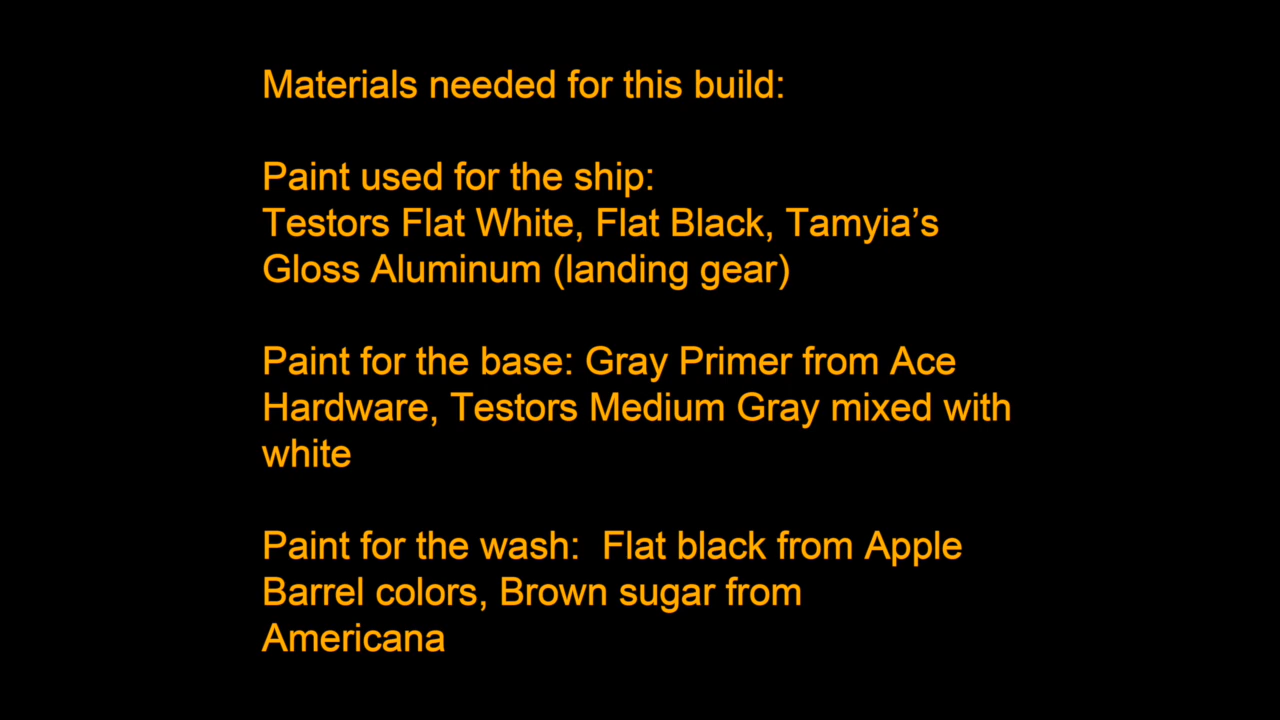 Materials needed for this build:
Paint used for the ship:
Testors Flat White, Flat Black, Tamyia’s
Gloss Aluminum (landing gear)
Paint for the base: Gray Primer from Ace
Hardware, Testors Medium Gray mixed with
white
Paint for the wash:  Flat black from Apple
Barrel colors, Brown sugar from
Americana